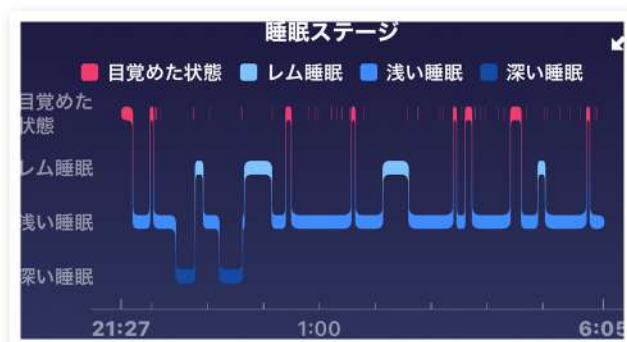 睡眠ステージ
目覚めた状態 レム睡眠 浅い睡眠 深い睡眠
目覚めた
状態
レム睡眠
浅い睡眠
深い睡眠
21:27 1:00 6:05